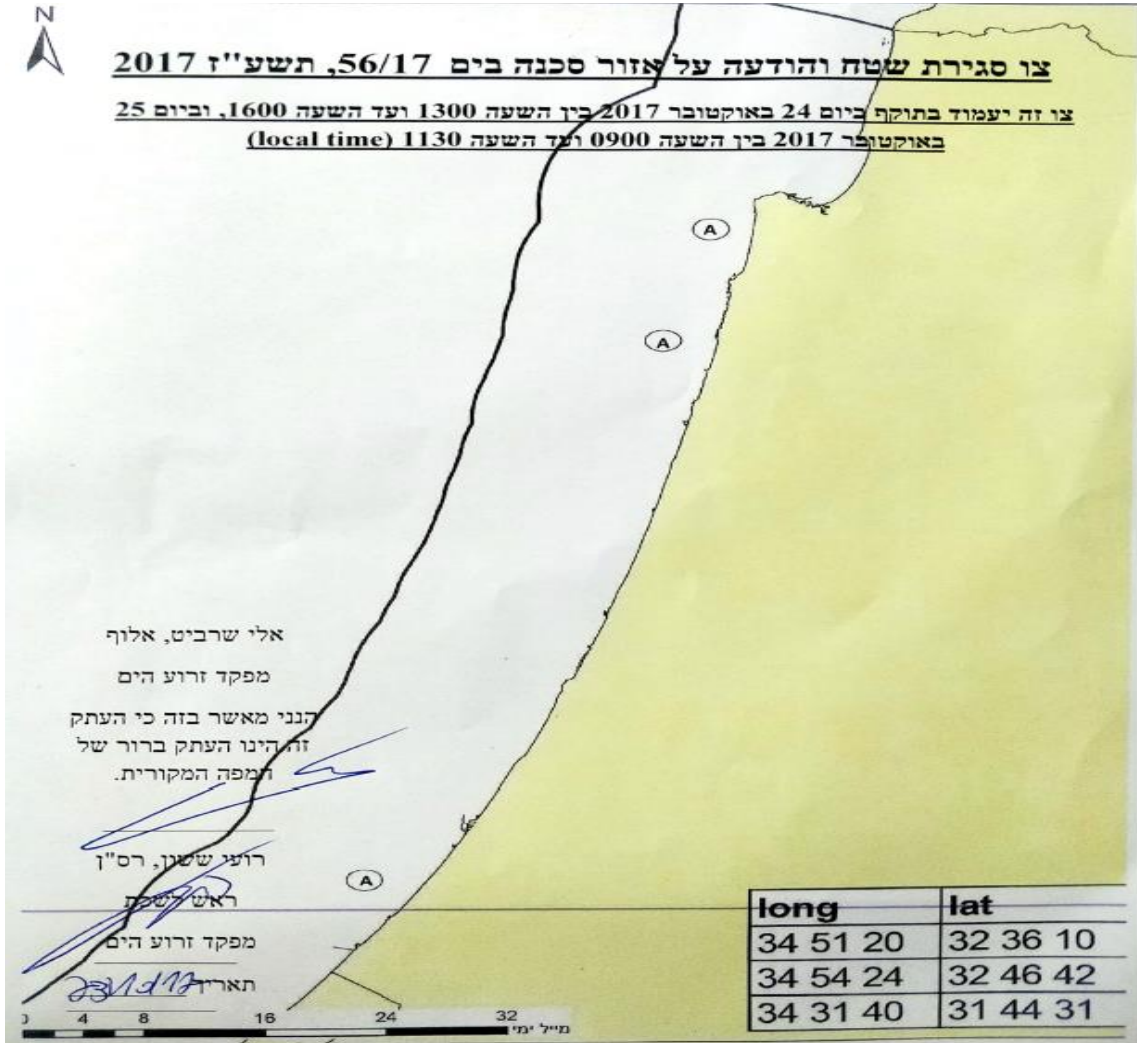 N
צו סגירת שטח והודעה על אזור סכנה בים 56/17, תשע''ז 2017
צו זה יעמוד בתוקף ביום 24 באוקטובר 2017 בין השעה 1300 ועד השעה 1600, וביום 25
באוקטובר 2017 בין השעה 0900 ועד השעה 1130 (local time)
A
A
אלי שרביט, אלוף
מפקד זרוע הים
הנני מאשר בזה כי העתק
זה הינו העתק ברור של
המפה המקורית.
רועי ששון, רס"ן
ראש לשכת
מפקד זרוע הים
תאריך
A
long lat
34 51 20 32 36 10
34 54 24 32 46 42
34 31 40 31 44 31
4 8 16 24 32 מייל ימי